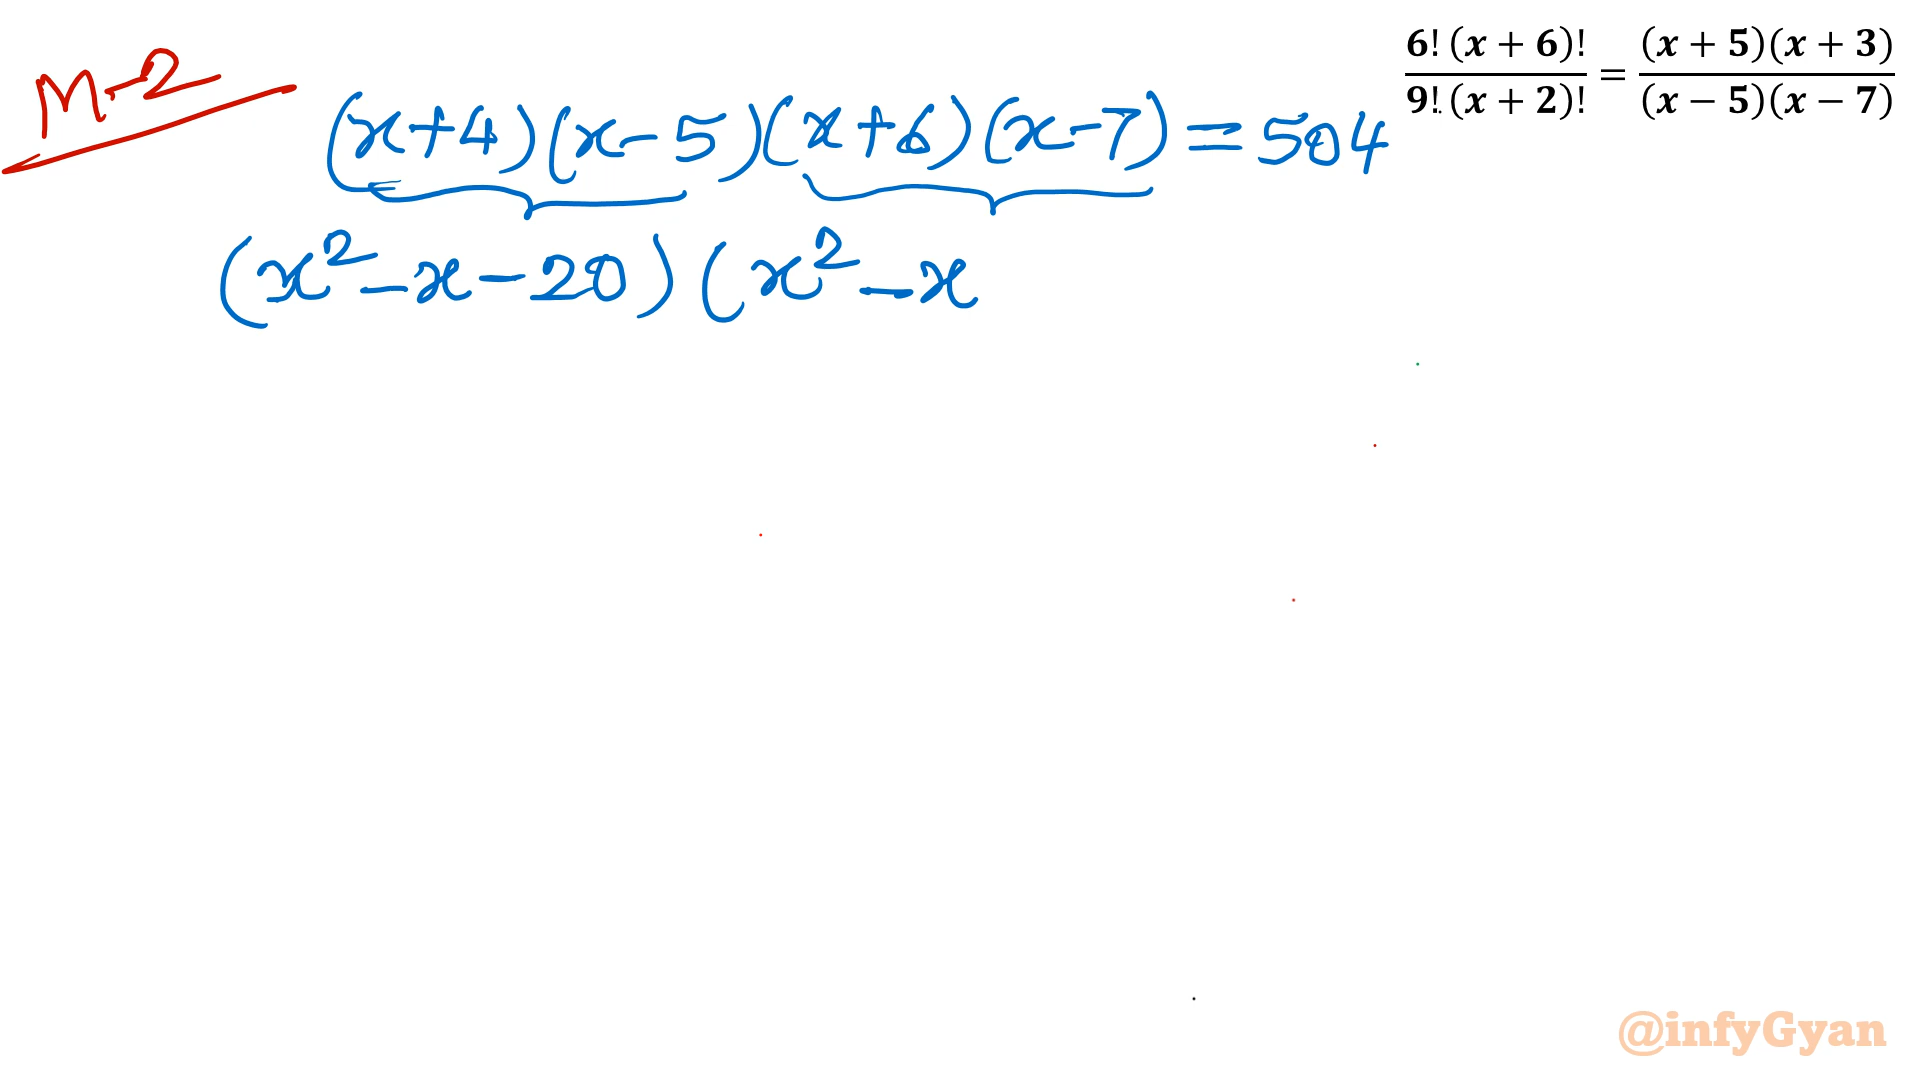 M-2
(x+4)(x-5)(x+6)(x-7) = 504
(x²-x-20)(x²-x
6!(x + 6)!/9!(x + 2)! = (x + 5)(x + 3)/(x − 5)(x − 7)
@infyGyan